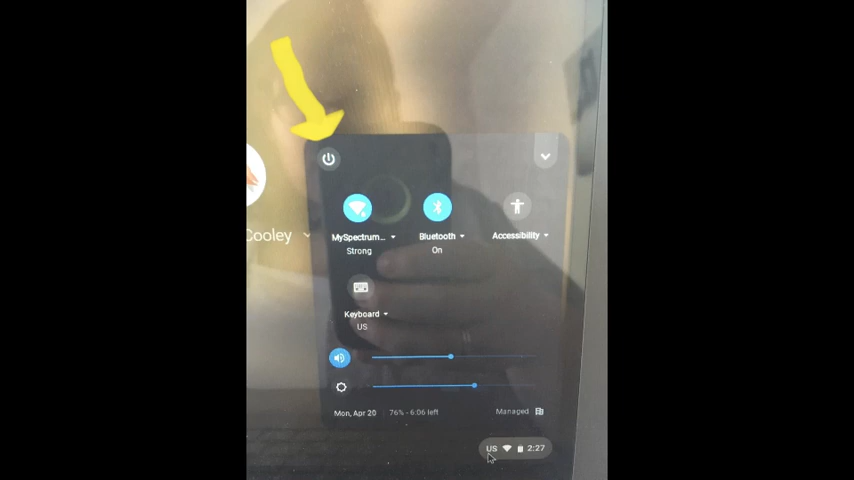 Cooley
MySpectrum... Bluetooth Accessibility
Strong On
Keyboard
US
Mon, Apr 20 76% - 6:06 left Managed
US 2:27